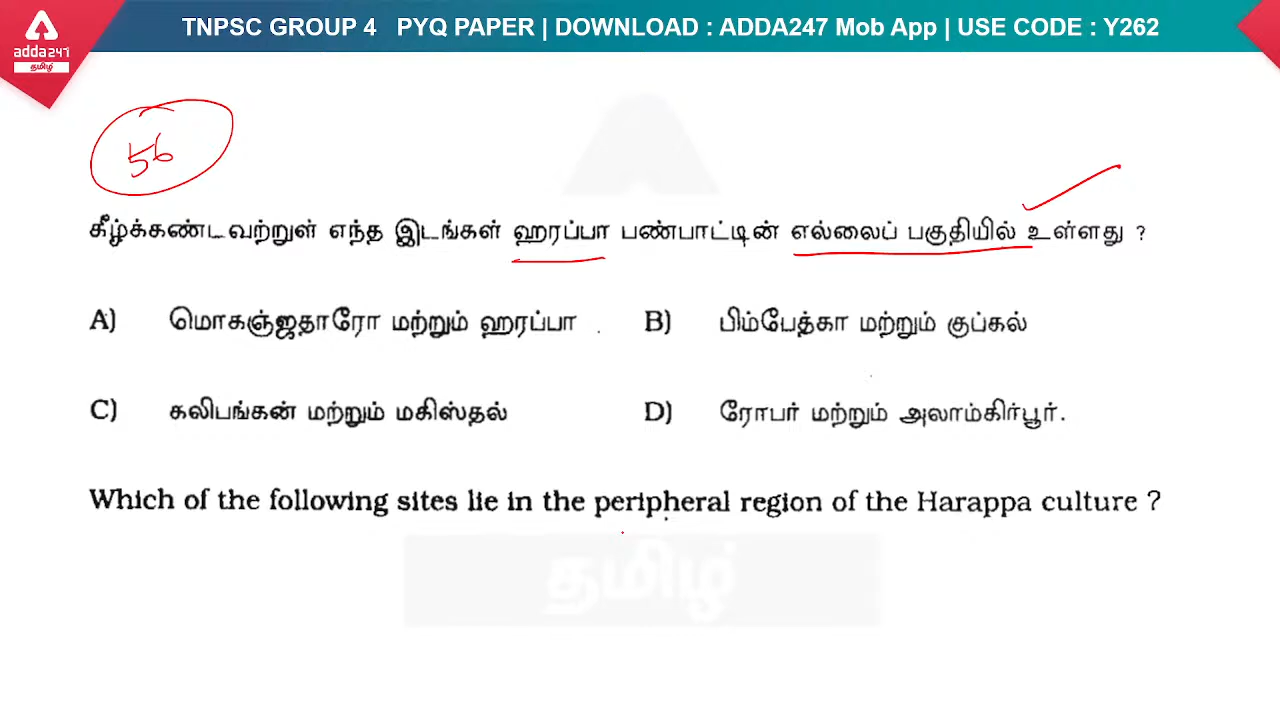 TNPSC GROUP 4 PYQ PAPER | DOWNLOAD : ADDA247 Mob App | USE CODE : Y262
adda247
தமிழ்
56
கீழ்க்கண்டவற்றுள் எந்த இடங்கள் ஹரப்பா பண்பாட்டின் எல்லைப் பகுதியில் உள்ளது ?
A) மொகஞ்ஜதாரோ மற்றும் ஹரப்பா B) பிம்பேத்கா மற்றும் குப்கல்
C) கலிபங்கன் மற்றும் மகிஸ்தல் D) ரோபர் மற்றும் அலாம்கிர்பூர்.
Which of the following sites lie in the peripheral region of the Harappa culture ?
தமிழ்